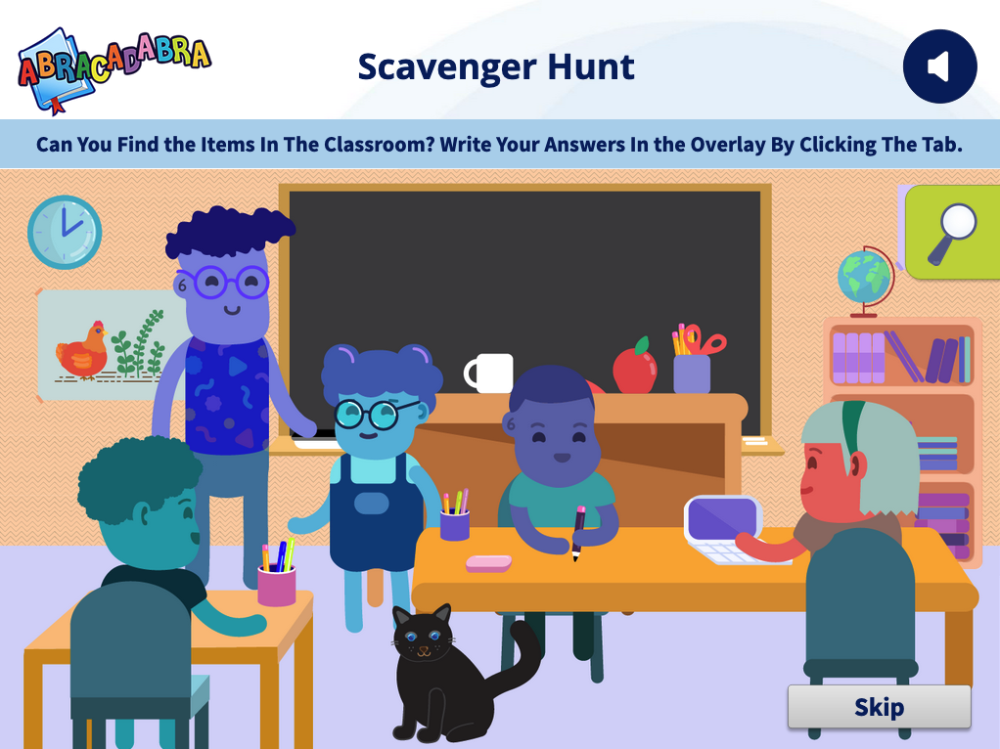 ABRACADABRA
Scavenger Hunt
Can You Find the Items In The Classroom? Write Your Answers In the Overlay By Clicking The Tab.
Skip